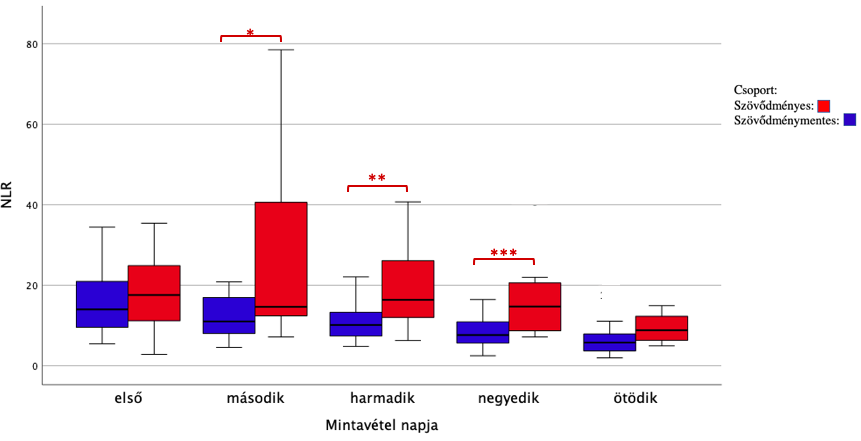 80
60
40
20
0
NLR
*
**
***
első
második
harmadik
negyedik
ötödik
Mintavétel napja
Csoport:
Szövődményes:
Szövődménymentes: